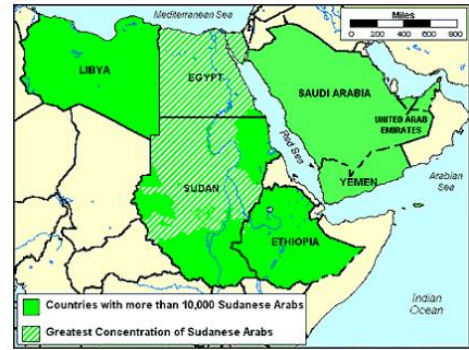 Mediterranean Sea
Miles
0 200 400 600 800
LIBYA
EGYPT
SAUDI ARABIA
UNITED ARAB
EMIRATES
Red Sea
Arabian
Sea
SUDAN
YEMEN
ETHIOPIA
Indian
Ocean
Countries with more than 10,000 Sudanese Arabs
Greatest Concentration of Sudanese Arabs